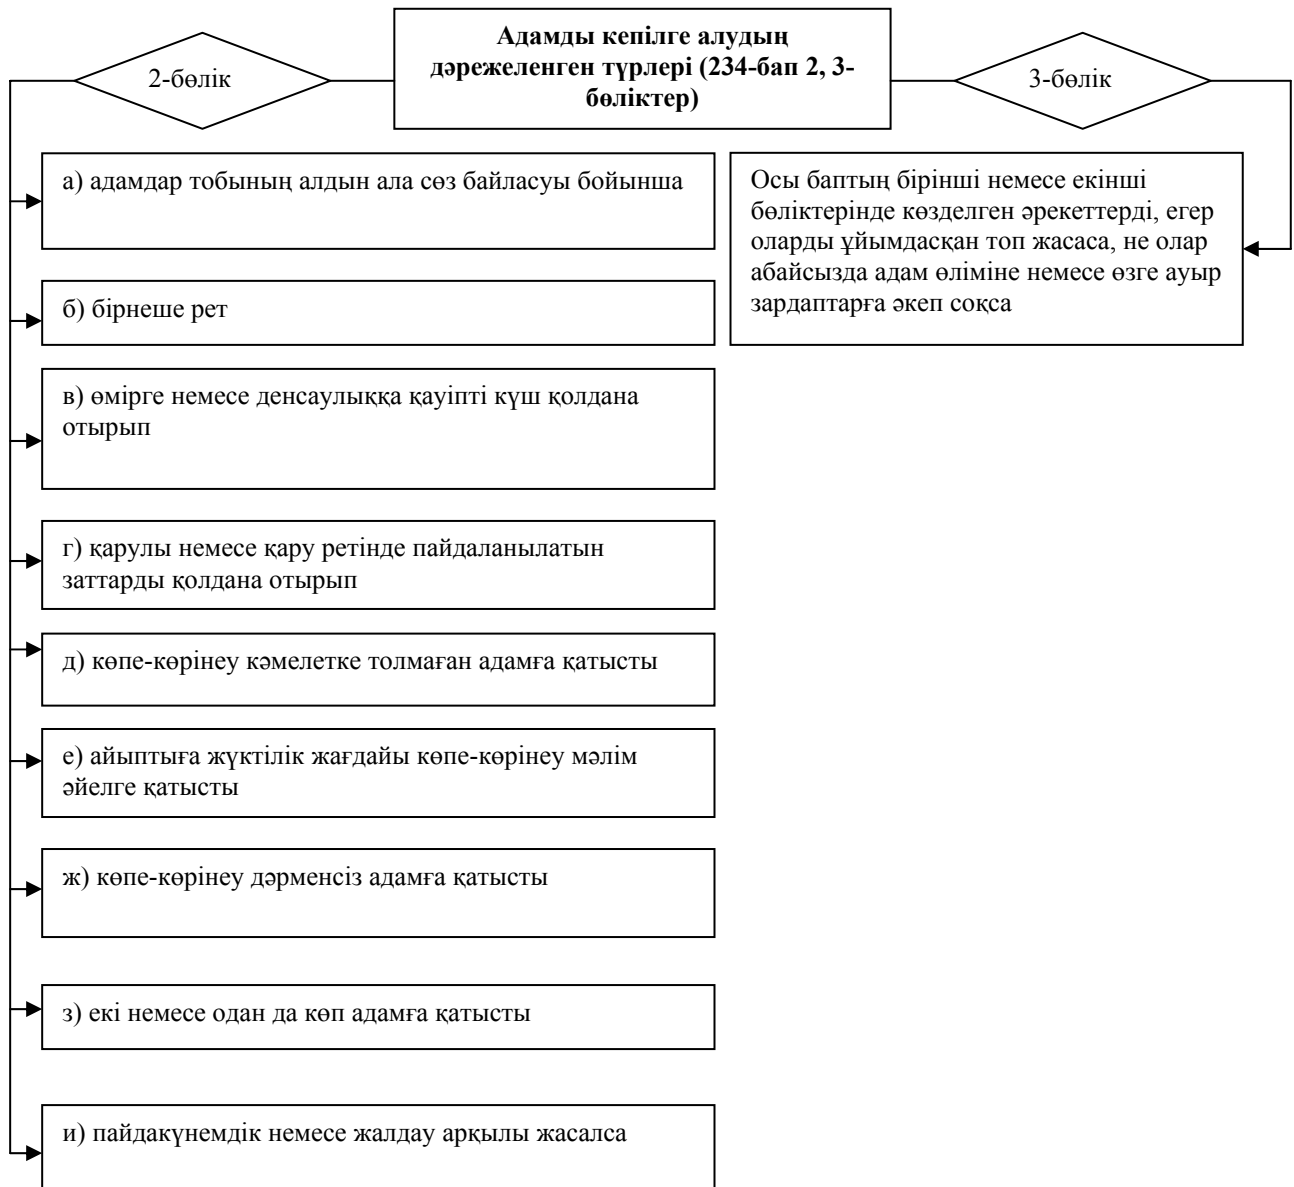 Адамды кепілге алудың
дәрежеленген түрлері (234-бап 2, 3-
бөліктер)
2-бөлік
3-бөлік
а) адамдар тобының алдын ала сөз байласуы бойынша
б) бірнеше рет
в) өмірге немесе денсаулыққа қауіпті күш қолдана
отырып
г) қарулы немесе қару ретінде пайдаланылатын
заттарды қолдана отырып
д) көпе-көрінеу кәмелетке толмаған адамға қатысты
е) айыптыға жүктілік жағдайы көпе-көрінеу мәлім
әйелге қатысты
ж) көпе-көрінеу дәрменсіз адамға қатысты
з) екі немесе одан да көп адамға қатысты
и) пайдакүнемдік немесе жалдау арқылы жасалса
Осы баптың бірінші немесе екінші
бөліктерінде көзделген әрекеттерді, егер
оларды ұйымдасқан топ жасаса, не олар
абайсызда адам өліміне немесе өзге ауыр
зардаптарға әкеп соқса